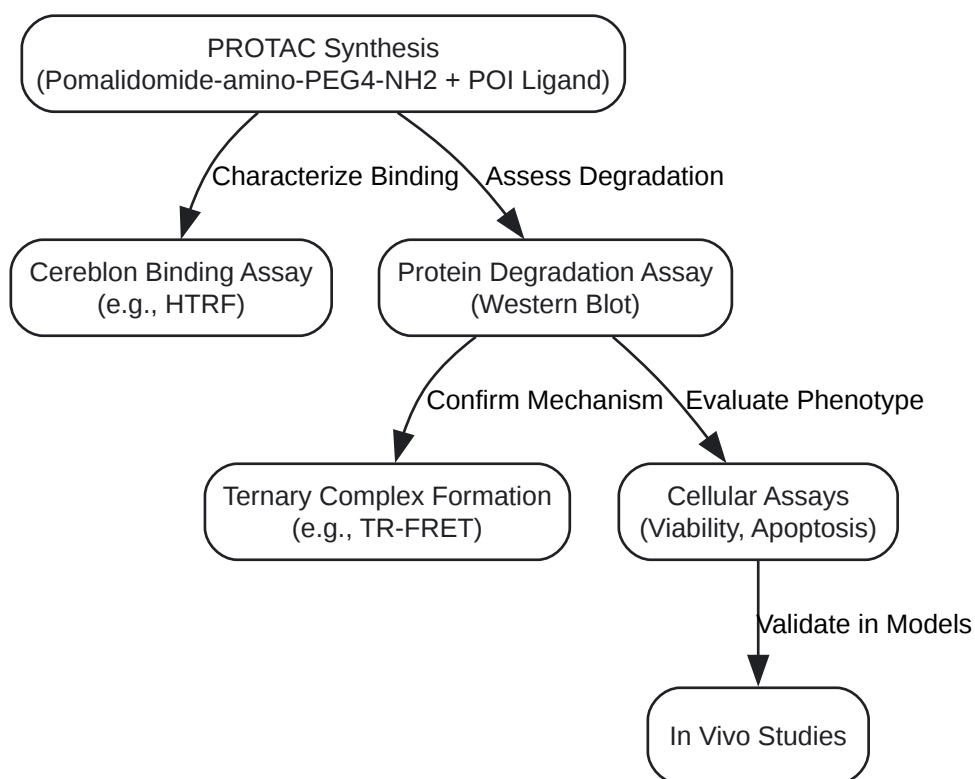 PROTAC Synthesis
(Pomalidomide-amino-PEG4-NH2 + POI Ligand)
Characterize Binding
Assess Degradation
Cereblon Binding Assay
(e.g., HTRF)
Protein Degradation Assay
(Western Blot)
Confirm Mechanism
Evaluate Phenotype
Ternary Complex Formation
(e.g., TR-FRET)
Cellular Assays
(Viability, Apoptosis)
Validate in Models
In Vivo Studies